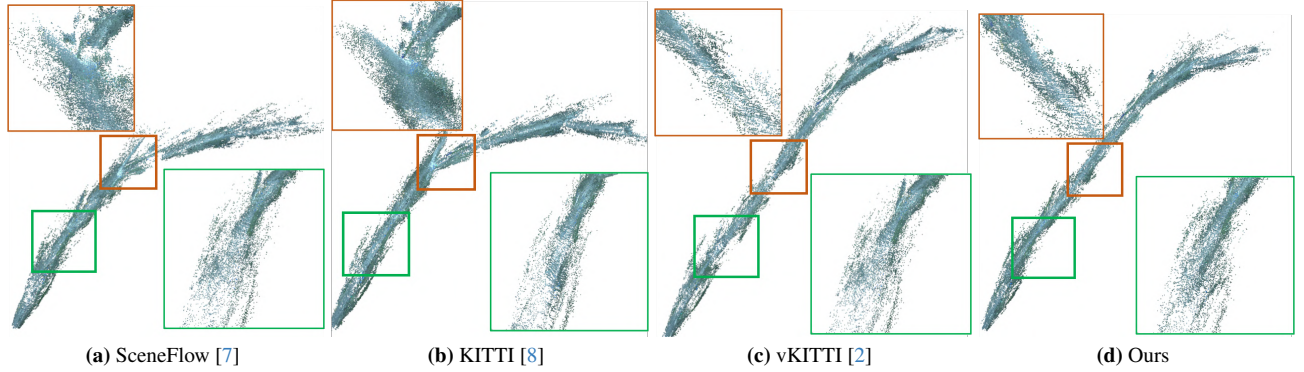 (a) SceneFlow [7]
(b) KITTI [8]
(c) vKITTI [2]
(d) Ours